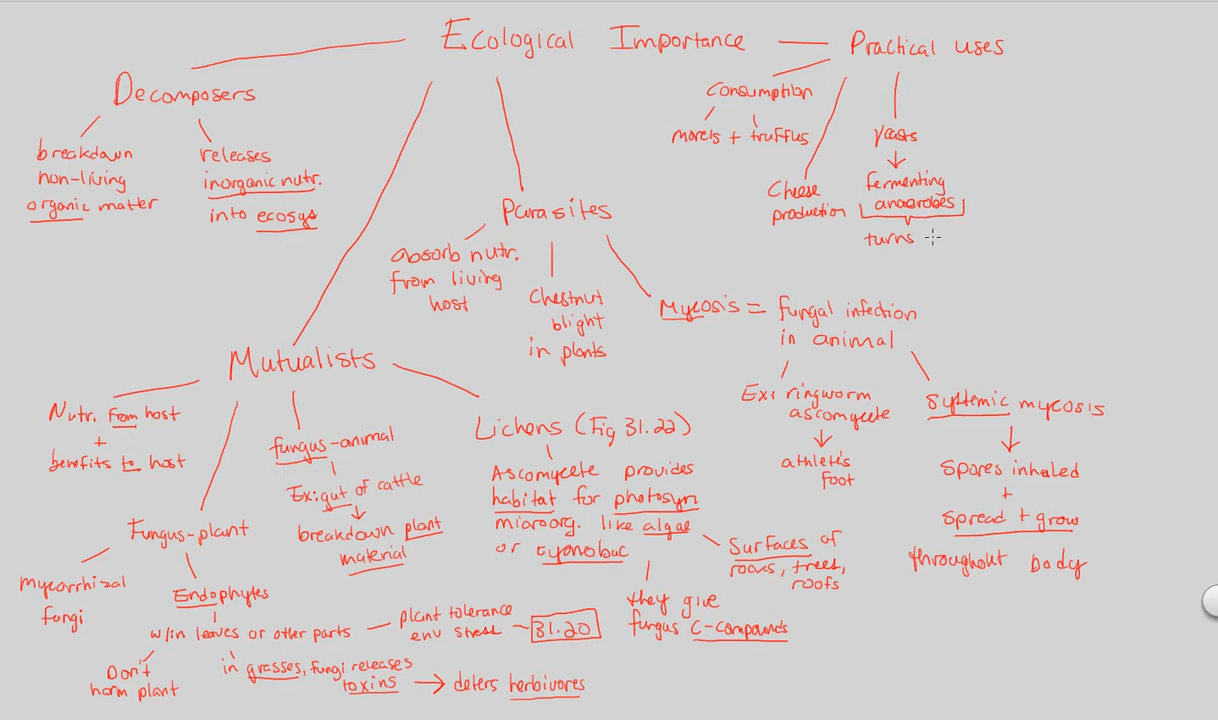 Ecological Importance
Practical uses
Decomposers
breakdown
non-living
organic matter
releases
inorganic nutr.
into ecosys
Consumption
morels + truffus
Cheese
production
yeasts
fermenting
anaerobes
turns
Parasites
absorb nutr.
from living
host
Chestnut
blight
in plants
Mycosis = fungal infection
in animal
Ex: ringworm
ascomycete
athlete's
foot
Systemic mycosis
Spores inhaled
+
spread + grow
throughout body
Mutualists
Nutr. from host
+
benefits to host
fungus-animal
Ex: gut of cattle
breakdown plant
material
Lichens (Fig 31.22)
Ascomycete provides
habitat for photosyn
microorg. like algae
or cyanobac
Surfaces of
rocks, trees,
roofs
they give
fungus C-compounds
Fungus-plant
mycorrhizal
fungi
Endophytes
w/in leaves or other parts
plant tolerance
env stress ~ 31.20
Don't
harm plant
in grasses, fungi releases
toxins → deters herbivores